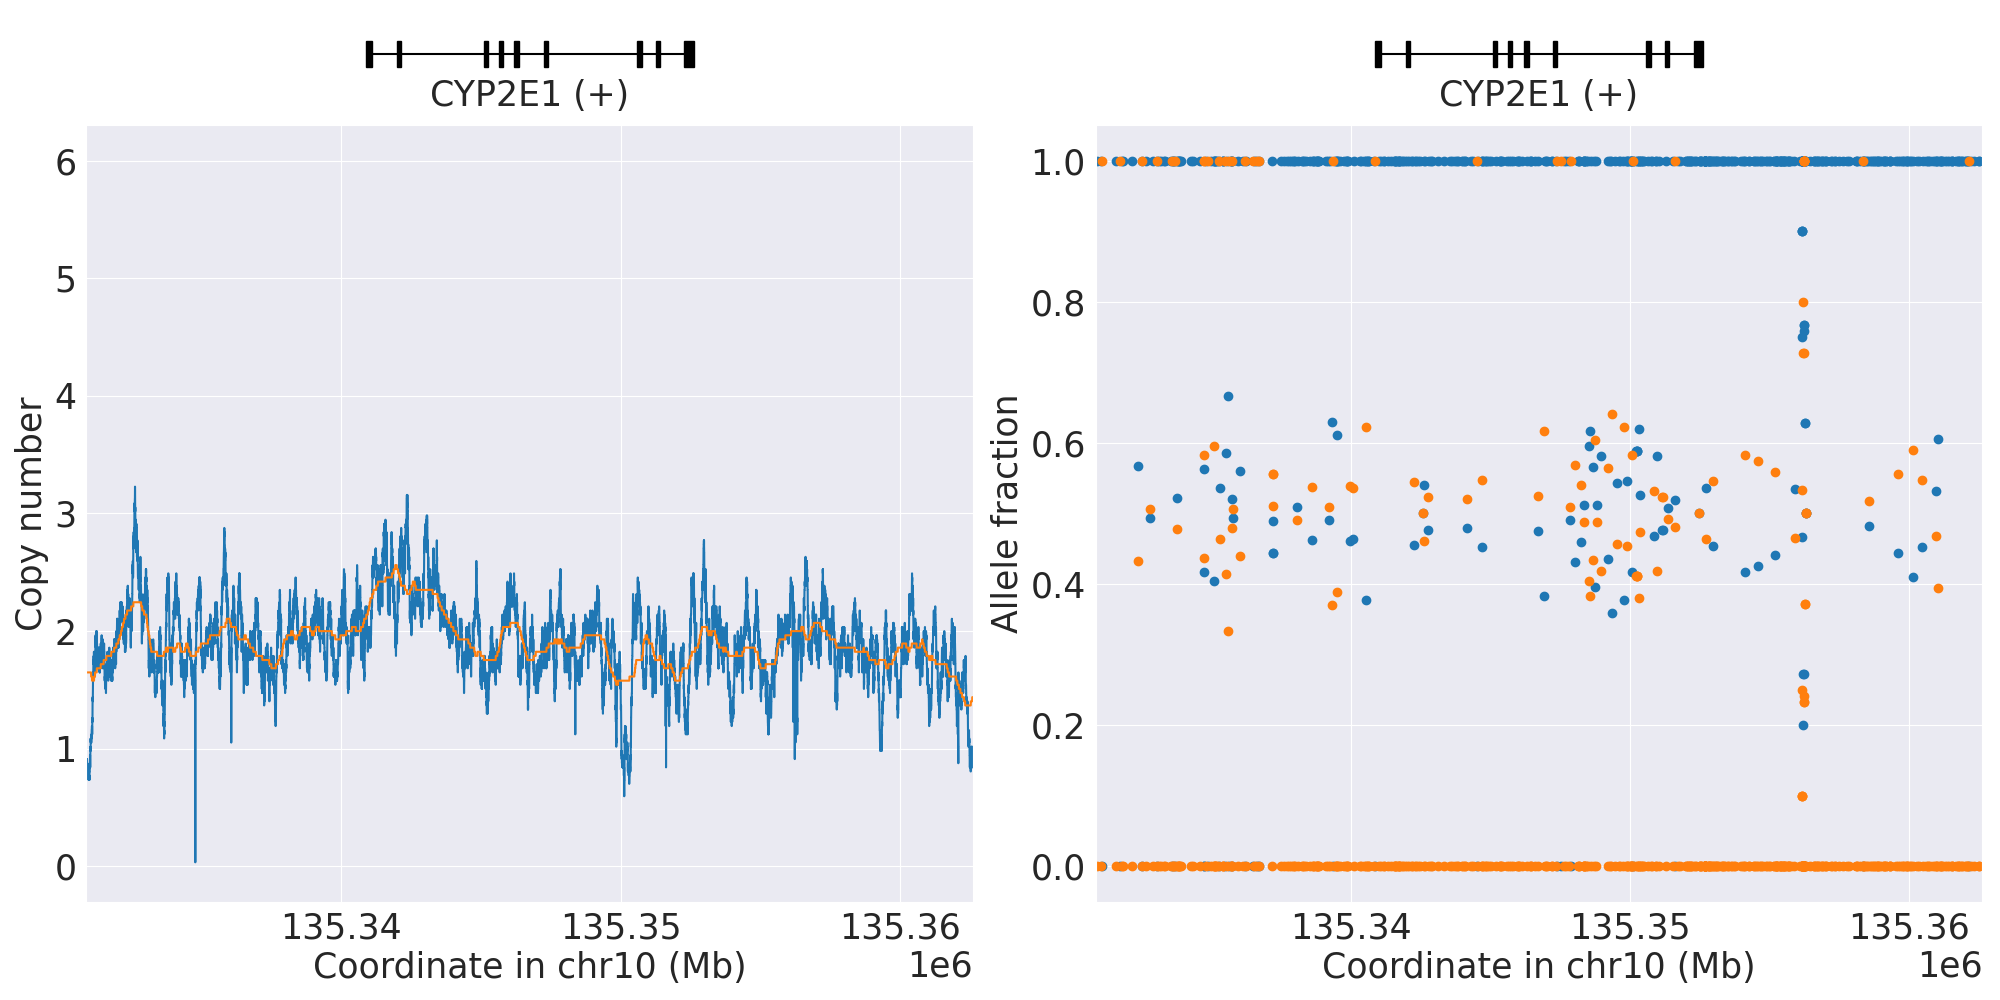 CYP2E1 (+)
6
5
4
3
2
1
0
Copy number
135.34 135.35 135.36
Coordinate in chr10 (Mb) 1e6
CYP2E1 (+)
1.0
0.8
0.6
0.4
0.2
0.0
Allele fraction
135.34 135.35 135.36
Coordinate in chr10 (Mb) 1e6